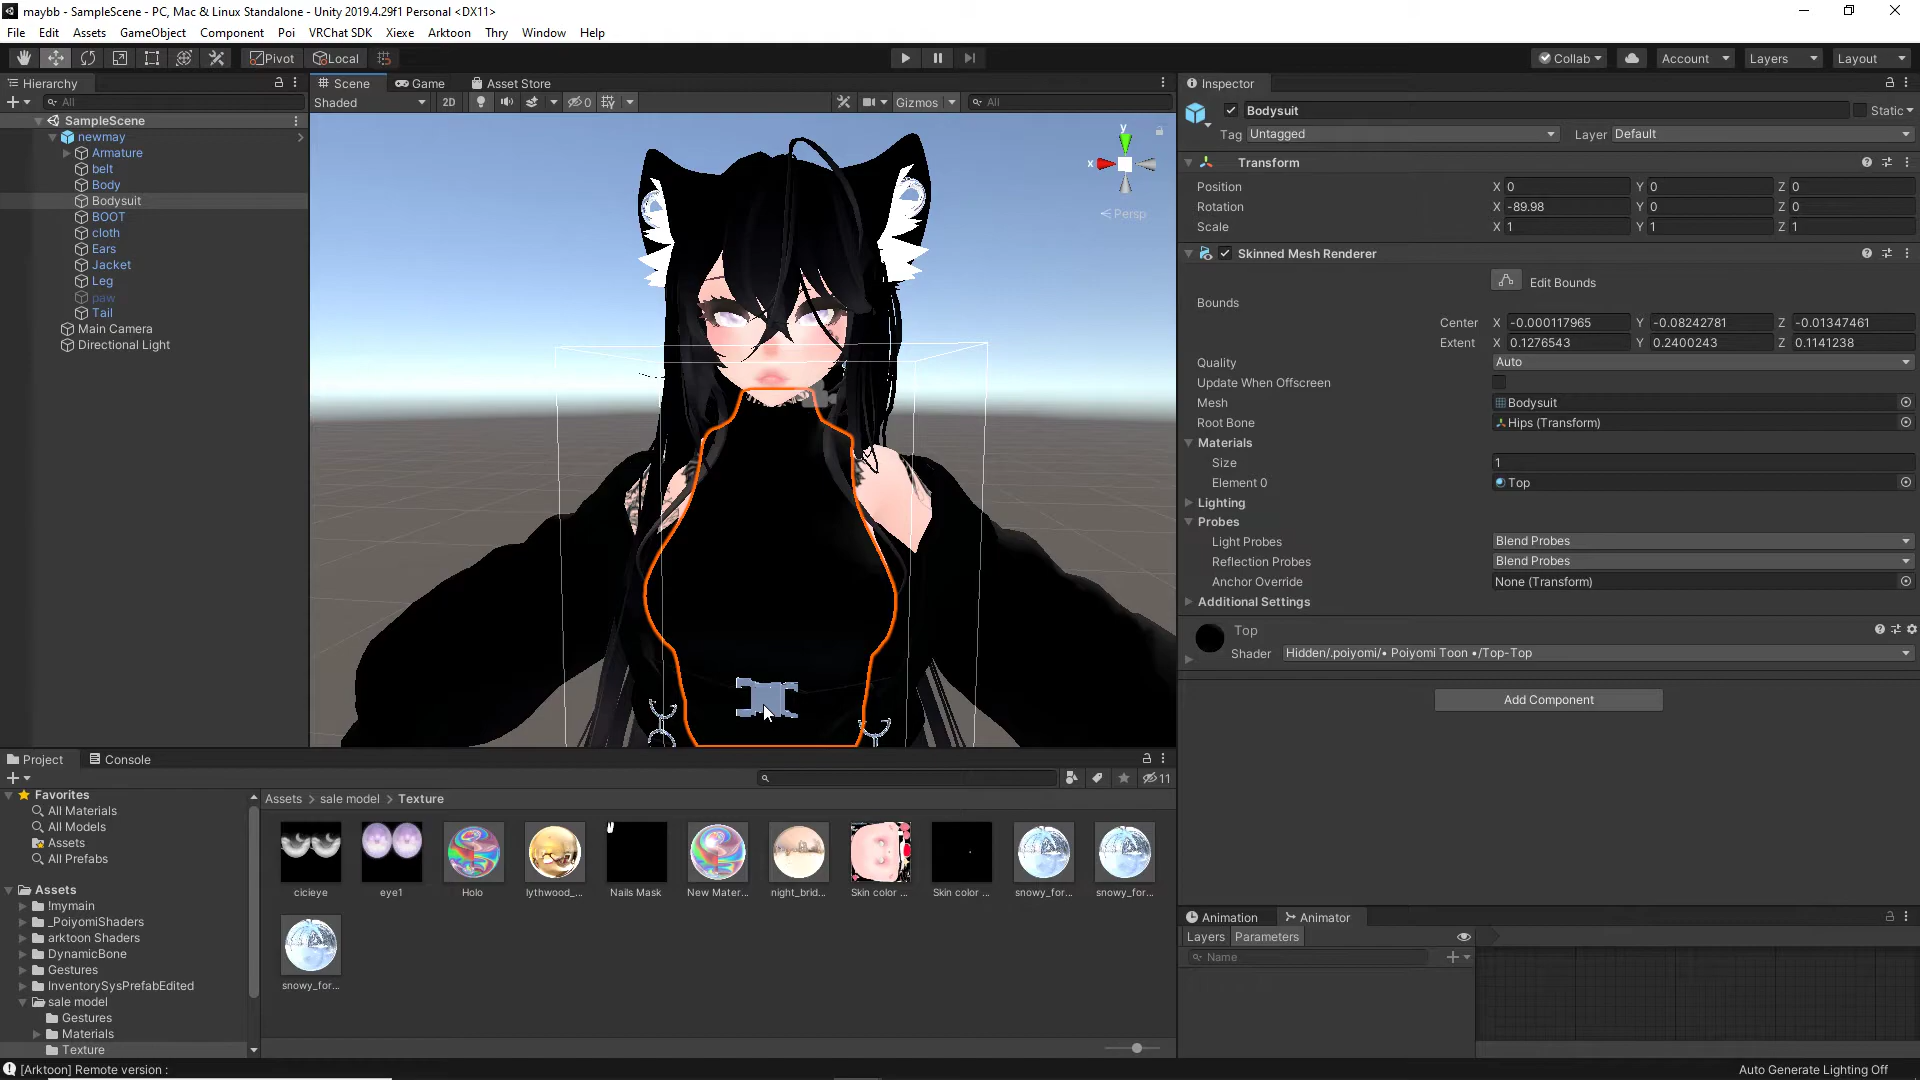 maybb - SampleScene - PC, Mac & Linux Standalone - Unity 2019.4.29f1 Personal <DX11>
File Edit Assets GameObject Component Poi VRChat SDK Xiexe Arktoon Thry Window Help
Pivot Local Collab Account Layers Layout
Hierarchy
All
SampleScene
newmay
Armature
belt
Body
Bodysuit
BOOT
cloth
Ears
Jacket
Leg
paw
Tail
Main Camera
Directional Light
Scene Game Asset Store
Shaded 2D 0 Gizmos All
y
x
Persp
Inspector
Bodysuit Static
Tag Untagged Layer Default
Transform
Position X 0 Y 0 Z 0
Rotation X -89.98 Y 0 Z 0
Scale X 1 Y 1 Z 1
Skinned Mesh Renderer
Edit Bounds
Bounds
Center X -0.000117965 Y -0.08242781 Z -0.01347461
Extent X 0.1276543 Y 0.2400243 Z 0.1141238
Quality Auto
Update When Offscreen
Mesh Bodysuit
Root Bone Hips (Transform)
Materials
Size 1
Element 0 Top
Lighting
Probes
Light Probes Blend Probes
Reflection Probes Blend Probes
Anchor Override None (Transform)
Additional Settings
Top
Shader Hidden/.poiyomi/• Poiyomi Toon •/Top-Top
Add Component
Project Console
11
Favorites
All Materials
All Models
Assets
All Prefabs
Assets
!mymain
_PoiyomiShaders
arktoon Shaders
DynamicBone
Gestures
InventorySysPrefabEdited
sale model
Gestures
Materials
Texture
Assets > sale model > Texture
cicieye eye1 Holo lythwood_... Nails Mask New Mater... night_brid... Skin color ... Skin color ... snowy_for... snowy_for...
snowy_for...
Animation Animator
Layers Parameters
Name
[Arktoon] Remote version :
Auto Generate Lighting Off